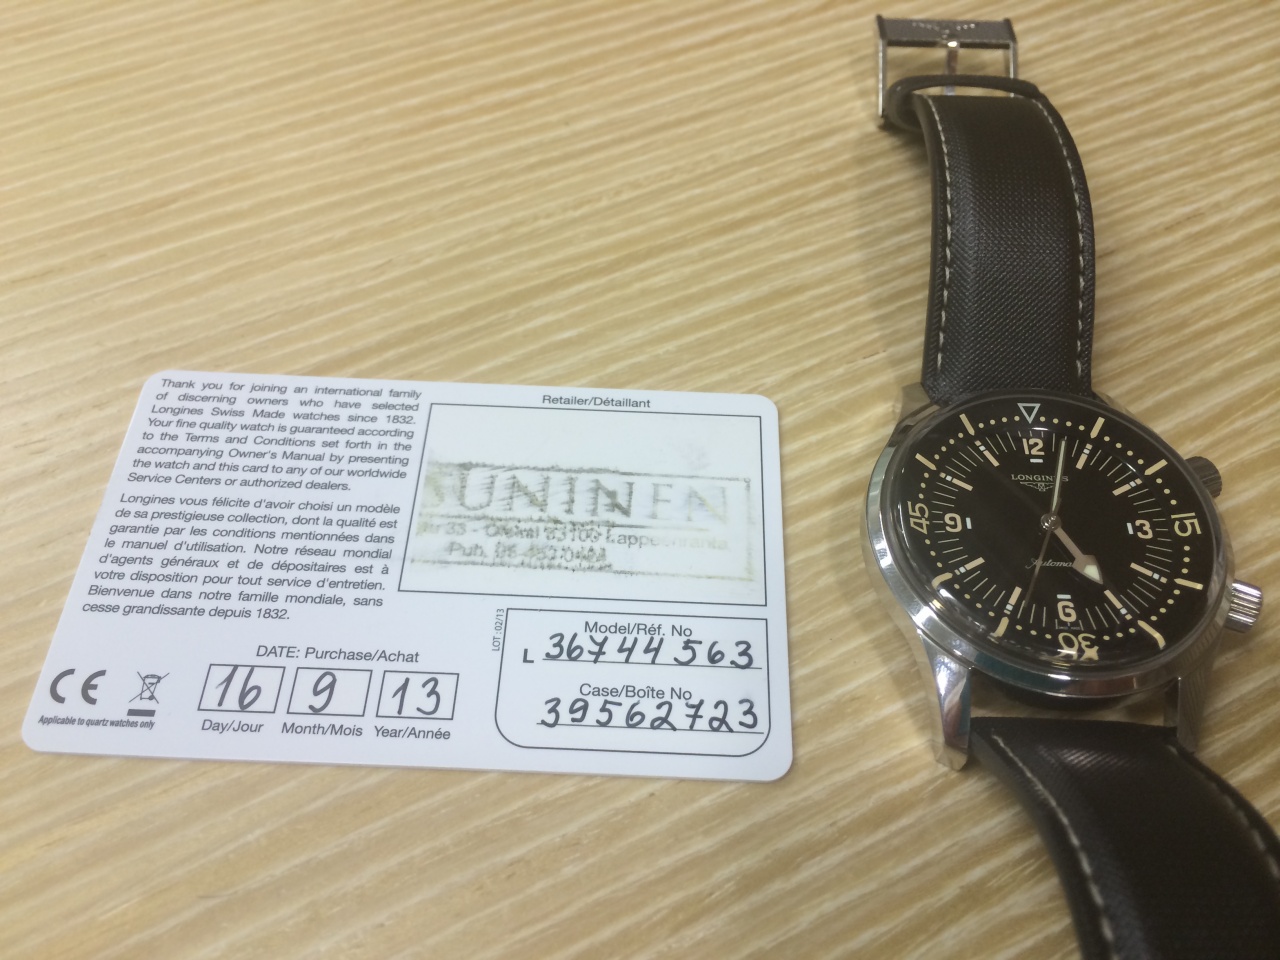 Thank you for joining an international family
of discerning owners who have selected
Longines Swiss Made watches since 1832.
Your fine quality watch is guaranteed according
to the Terms and Conditions set forth in the
accompanying Owner's Manual by presenting
the watch and this card to any of our worldwide
Service Centers or authorized dealers.
Longines vous félicite d'avoir choisi un modèle
de sa prestigieuse collection, dont la qualité est
garantie par les conditions mentionnées dans
le manuel d'utilisation. Notre réseau mondial
d'agents généraux et de dépositaires est à
votre disposition pour tout service d'entretien.
Bienvenue dans notre famille mondiale, sans
cesse grandissante depuis 1832.
Retailer/Détaillant
UNINEN
33 - 53100 Lappeenranta
Puh.
LOT: 02/13
Model/Réf. No
L 36744563
Case/Boîte No
39562723
DATE: Purchase/Achat
16 9 13
Day/Jour Month/Mois Year/Année
CE
Applicable to quartz watches only
12
LONGINES
45 9 3 15
Automatic
6
30